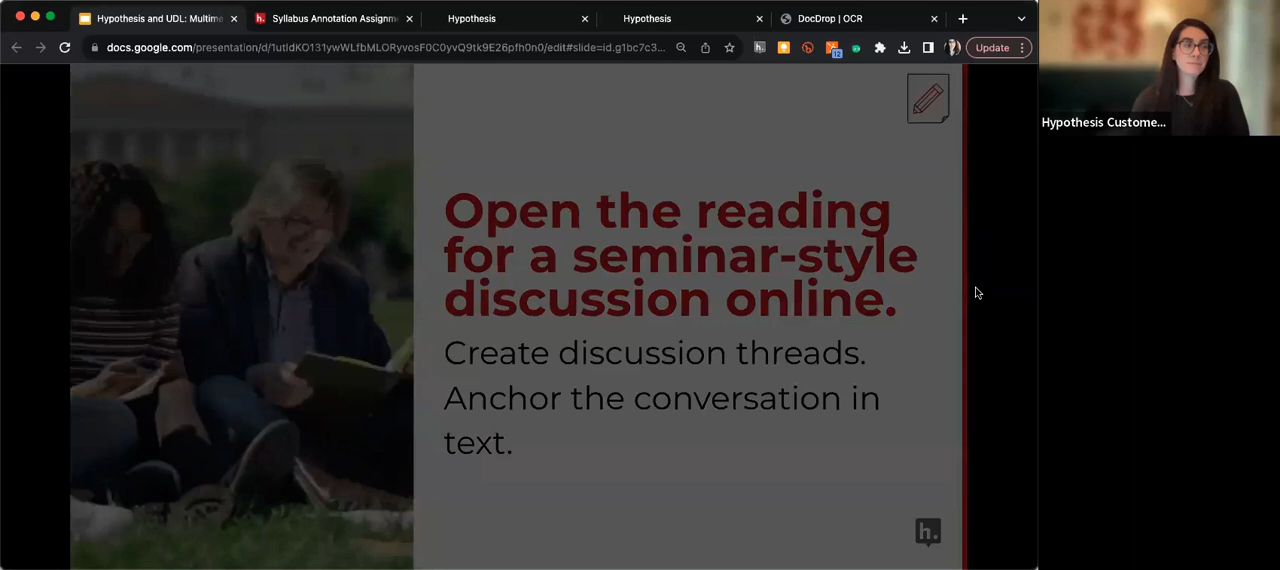 Hypothesis and UDL: Multim
Syllabus Annotation Assignm
Hypothesis
Hypothesis
DocDrop | OCR
docs.google.com/presentation/d/1utIdKO131ywWLfbMLORyvosF0C0yvQ9tk9E26pfh0n0/edit#slide=id.g1bc7c3...
12
Update
Hypothesis Custome...
Open the reading
for a seminar-style
discussion online.
Create discussion threads.
Anchor the conversation in
text.
h.